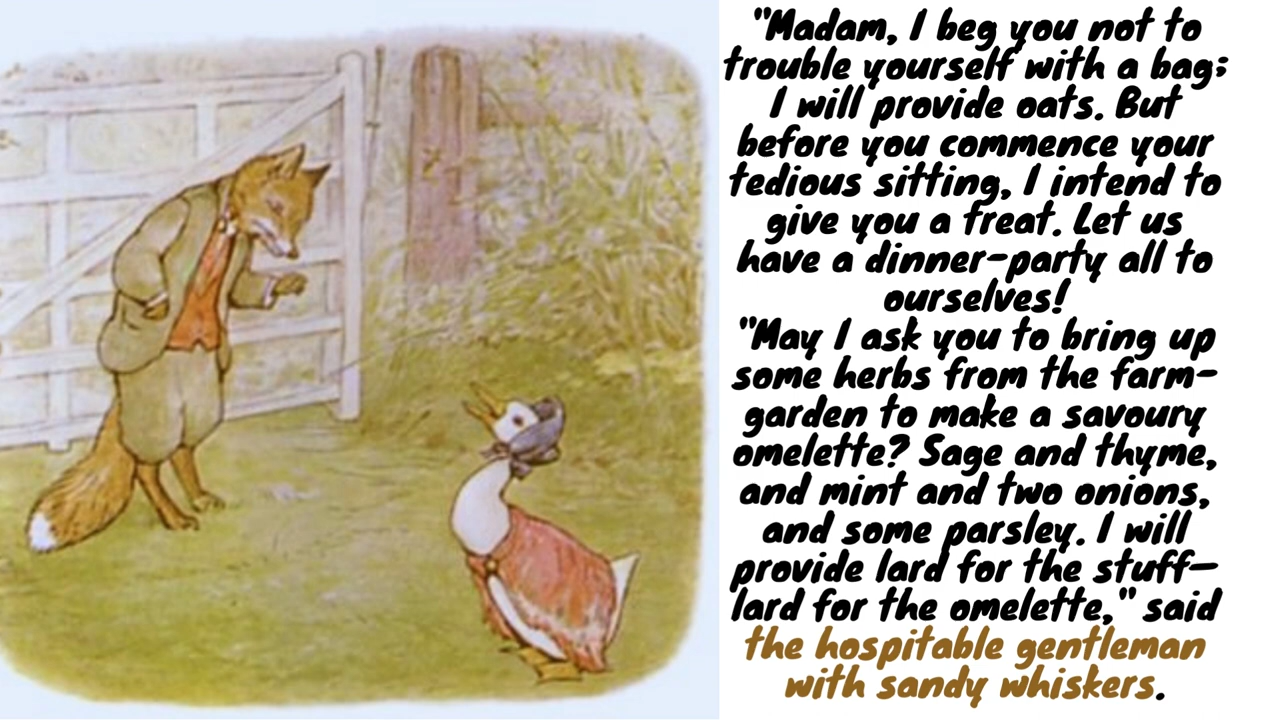 "Madam, I beg you not to
trouble yourself with a bag;
I will provide oats. But
before you commence your
tedious sitting, I intend to
give you a treat. Let us
have a dinner-party all to
ourselves!
"May I ask you to bring up
some herbs from the farm-
garden to make a savoury
omelette? Sage and thyme,
and mint and two onions,
and some parsley. I will
provide lard for the stuff-
lard for the omelette," said
the hospitable gentleman
with sandy whiskers.